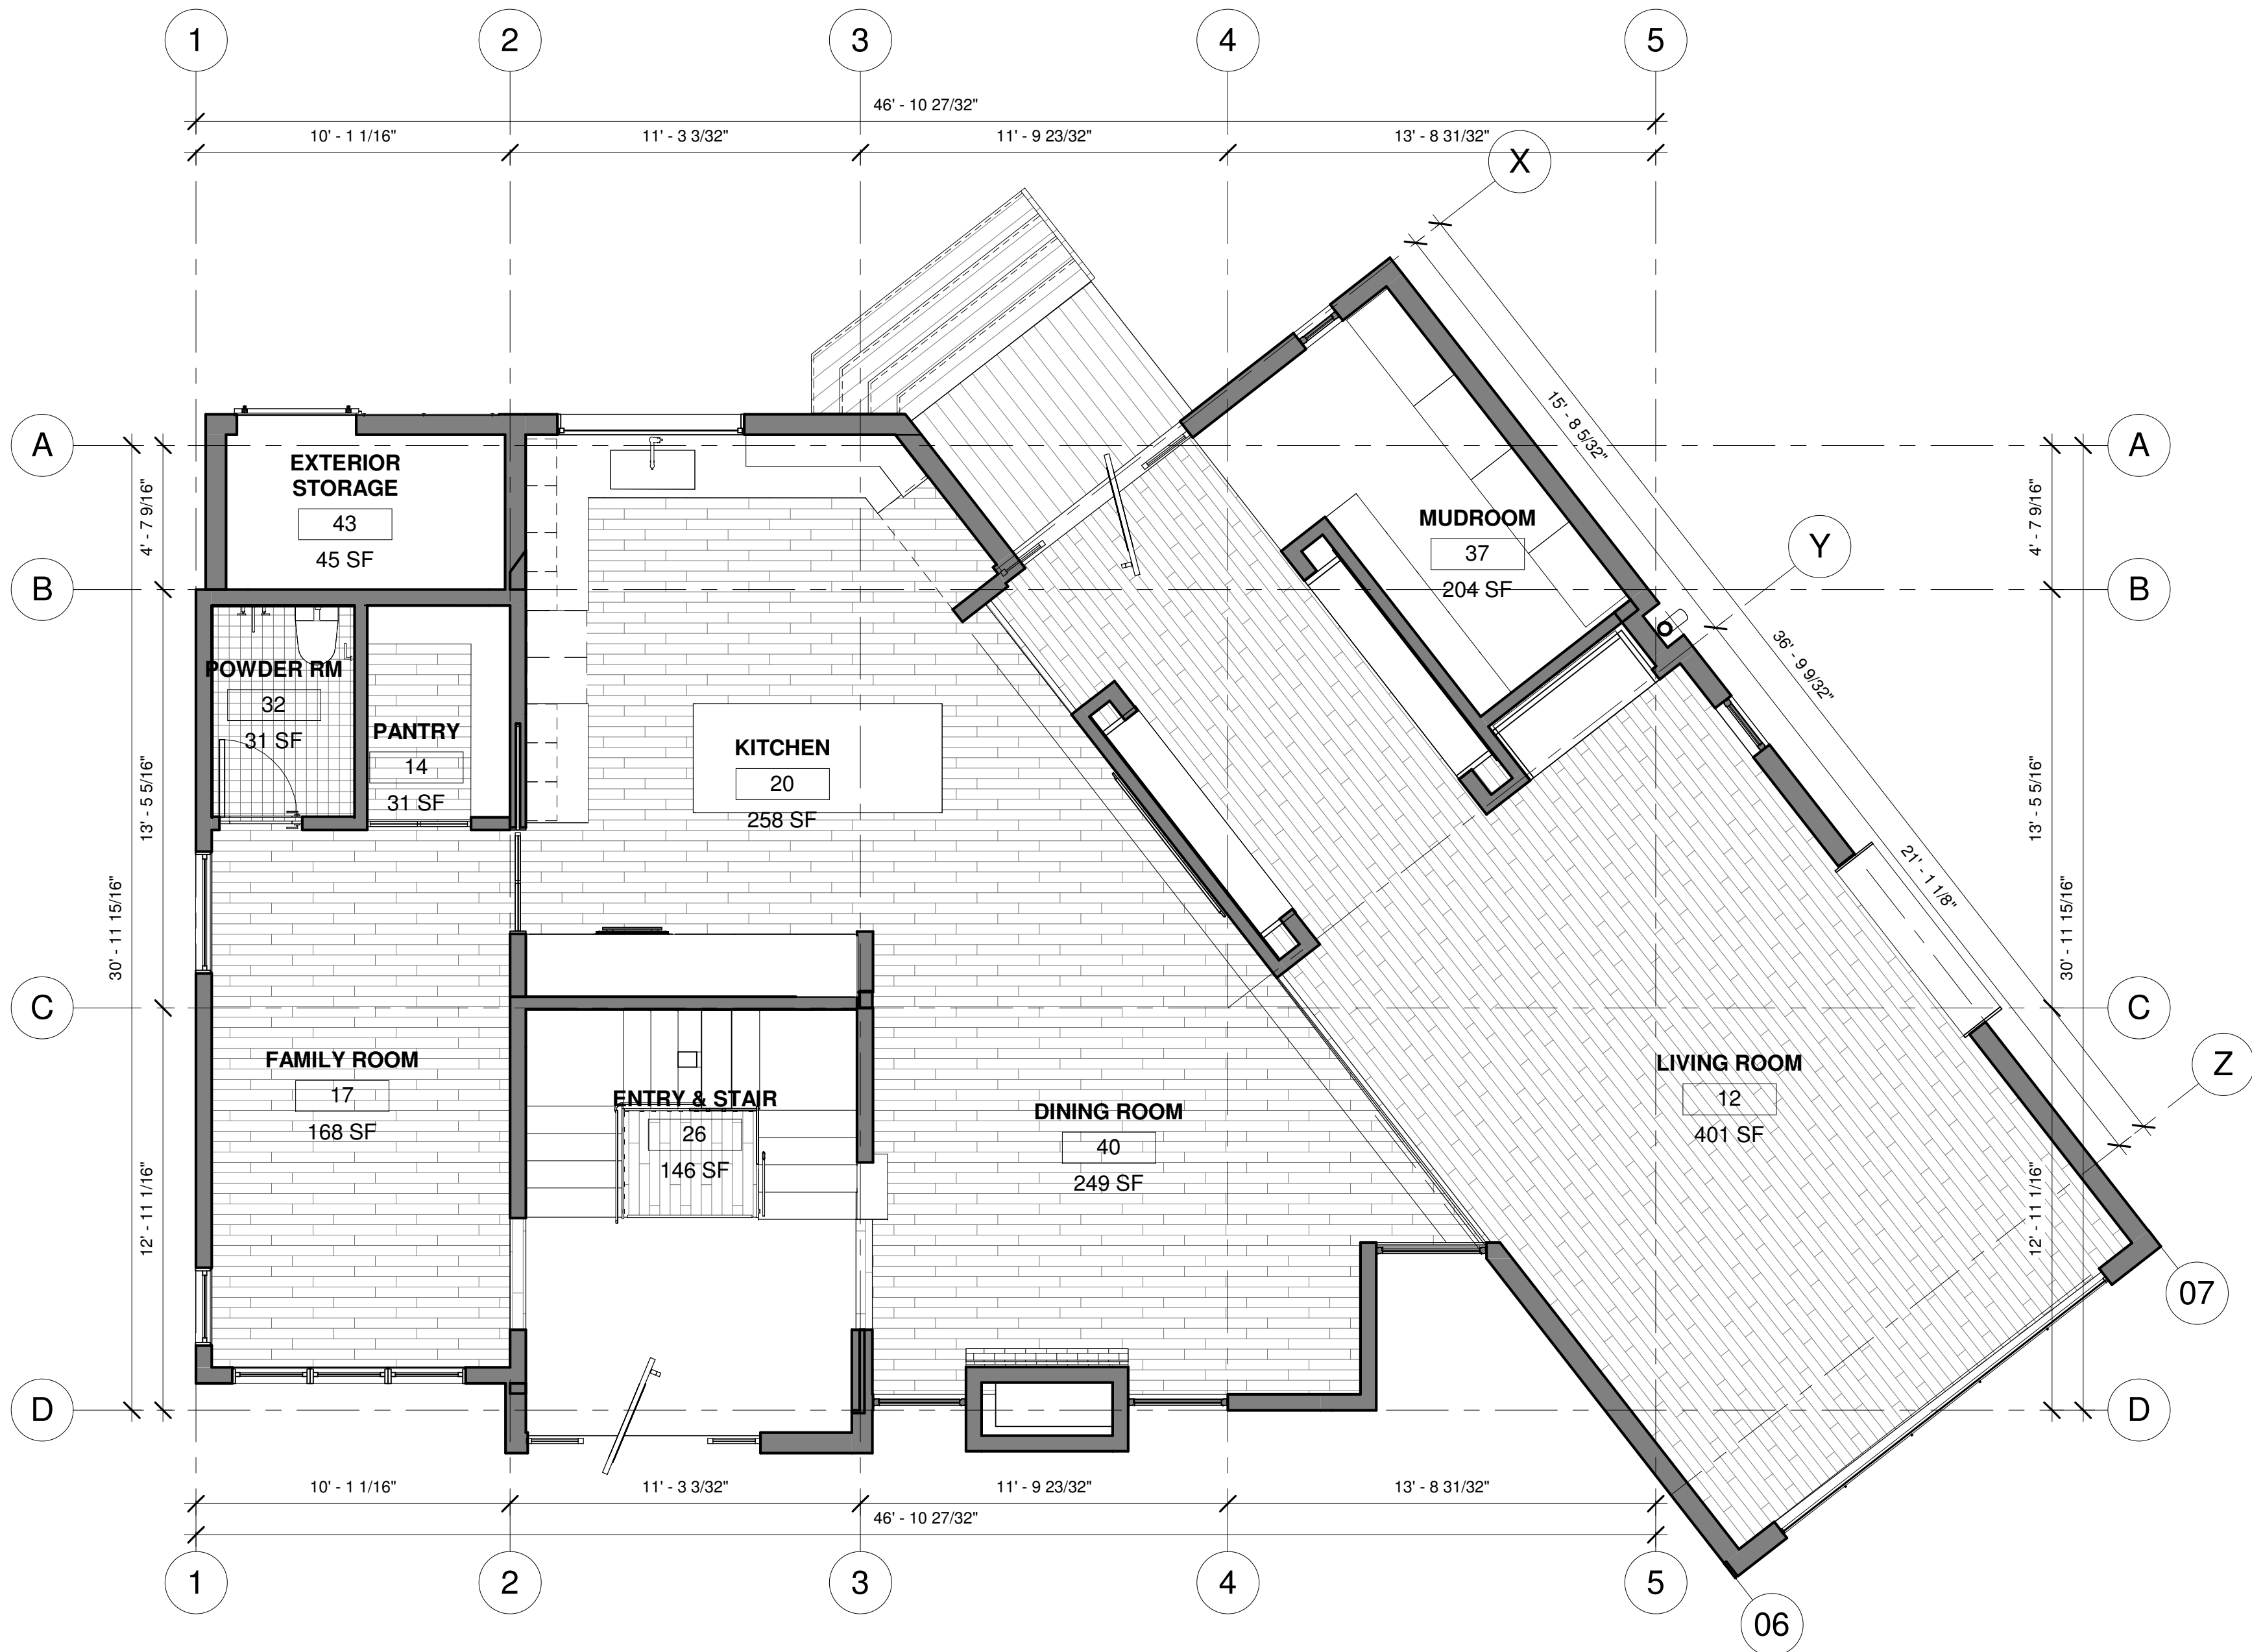 1 2 3 4 5
46' - 10 27/32"
10' - 1 1/16" 11' - 3 3/32" 11' - 9 23/32" 13' - 8 31/32"
X
A A
15' - 8 5/32"
EXTERIOR
STORAGE
43
45 SF
4' - 7 9/16"
MUDROOM
37
204 SF
4' - 7 9/16"
Y
B B
36' - 9 9/32"
POWDER RM
32
31 SF
PANTRY
14
31 SF
KITCHEN
20
258 SF
13' - 5 5/16"
13' - 5 5/16"
21' - 1 1/8"
30' - 11 15/16"
30' - 11 15/16"
C C
FAMILY ROOM
17
168 SF
ENTRY & STAIR
26
146 SF
DINING ROOM
40
249 SF
LIVING ROOM
12
401 SF
Z
12' - 11 1/16"
12' - 11 1/16"
07
D D
10' - 1 1/16" 11' - 3 3/32" 11' - 9 23/32" 13' - 8 31/32"
46' - 10 27/32"
1 2 3 4 5
06